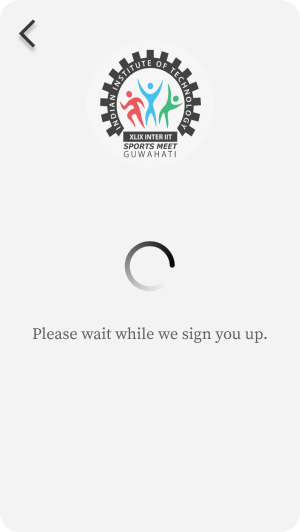 INDIAN INSTITUTE OF TECHNOLOGY
XLIX INTER IIT
SPORTS MEET
GUWAHATI
Please wait while we sign you up.